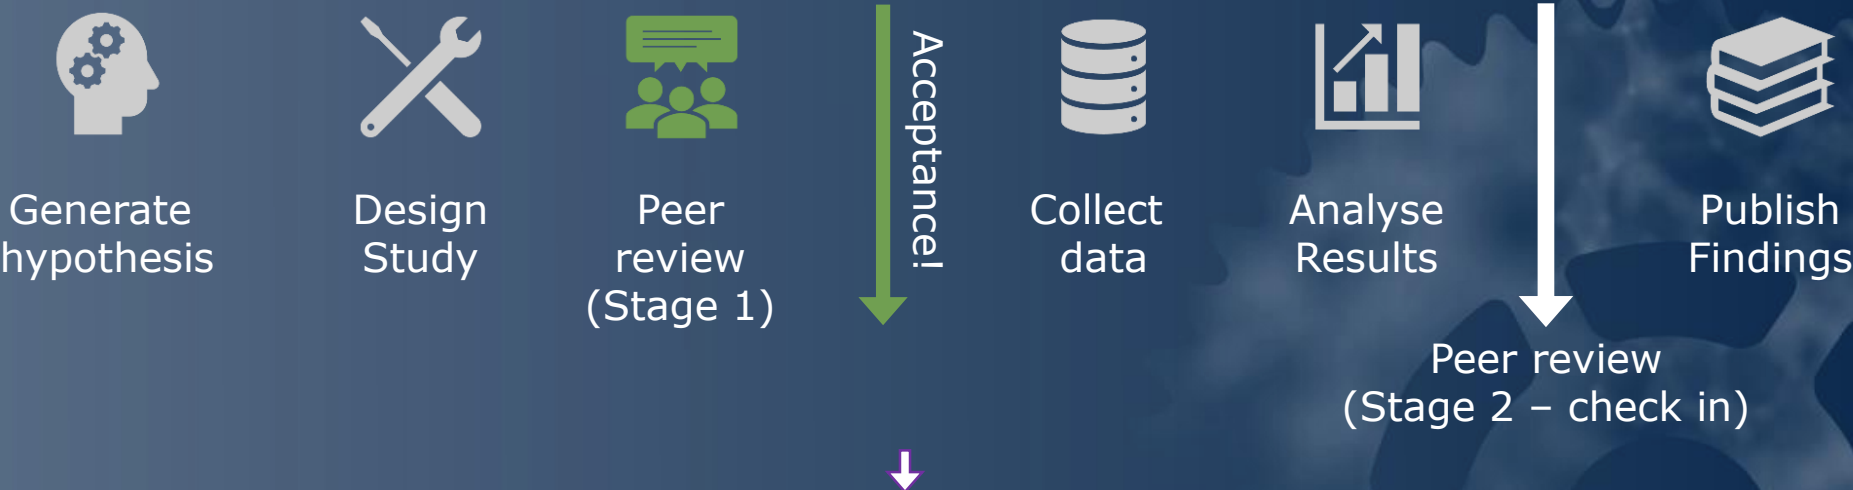 Generate
hypothesis
Design
Study
Peer
review
(Stage 1)
Acceptance!
Collect
data
Analyse
Results
Peer review
(Stage 2 – check in)
Publish
Findings